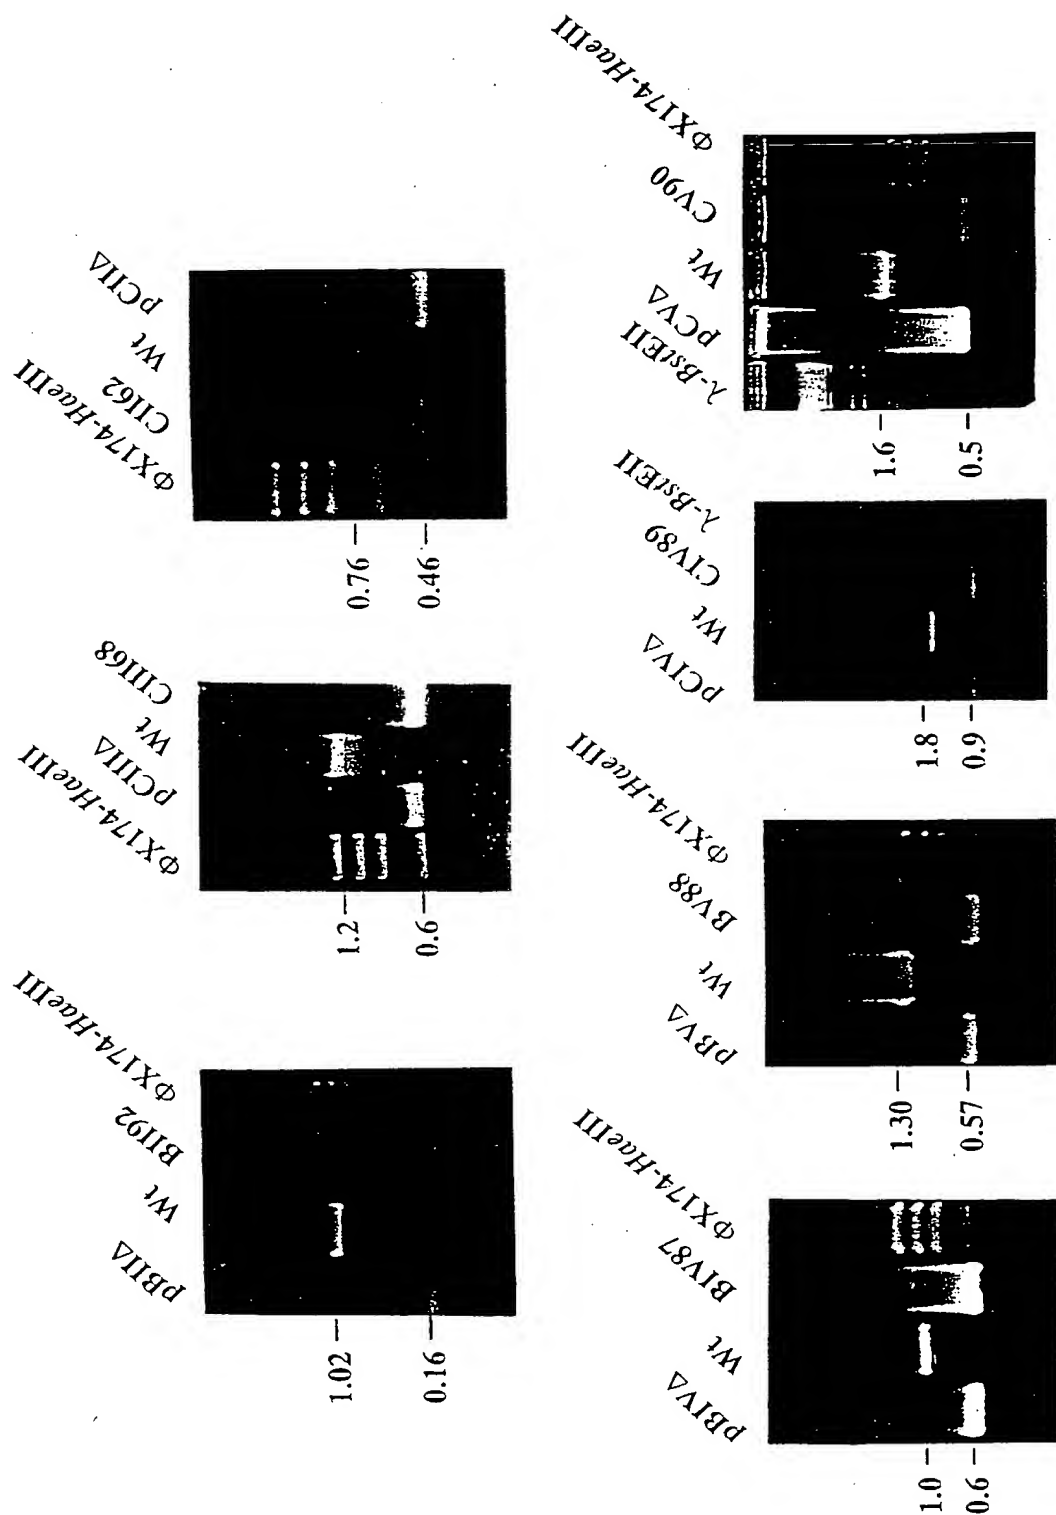 pBIIΔ
Wt
BII92
ΦX174-HaeIII
1.02
0.16
ΦX174-HaeIII
pCIIIΔ
Wt
CIII68
1.2
0.6
ΦX174-HaeIII
CII62
Wt
pCIIΔ
0.76
0.46
pBIVΔ
Wt
BIV87
ΦX174-HaeIII
1.0
0.6
pBVΔ
Wt
BV88
ΦX174-HaeIII
1.30
0.57
pCIVΔ
Wt
CIV89
λ-BstEII
1.8
0.9
λ-BstEII
pCVΔ
Wt
CV90
ΦX174-HaeIII
1.6
0.5